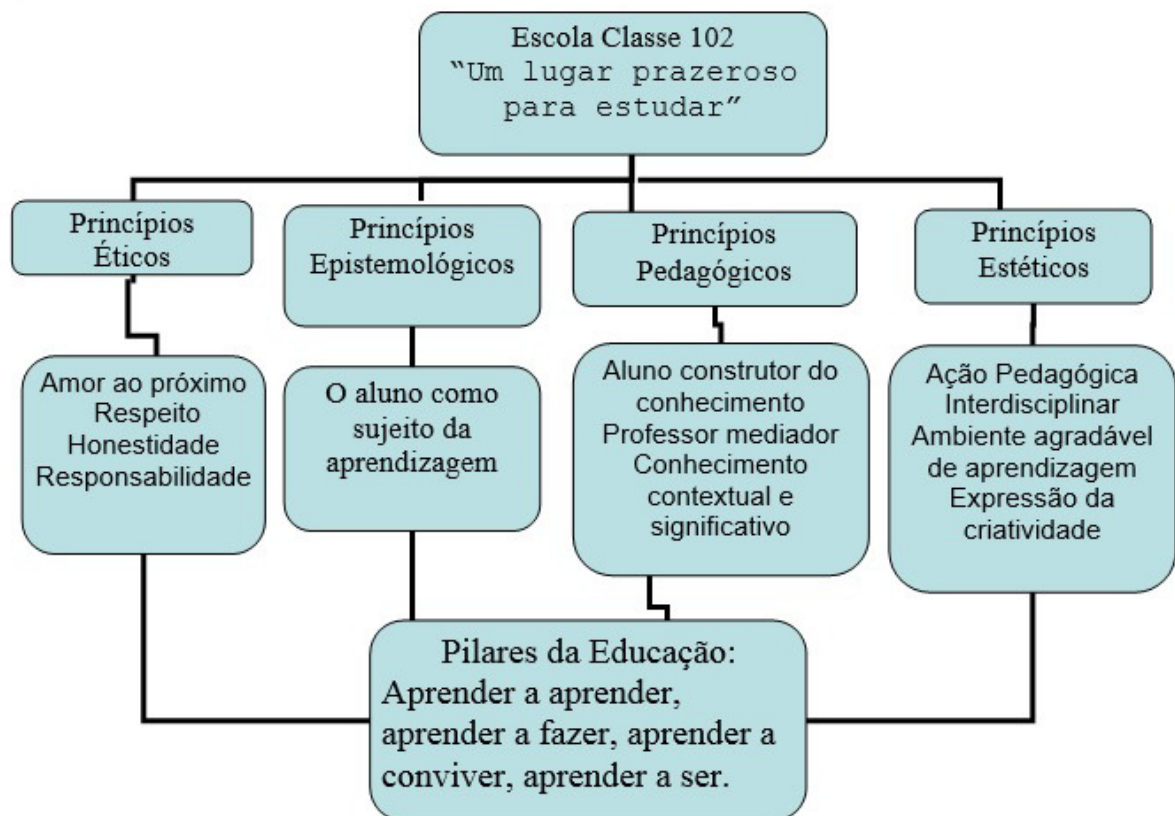 Escola Classe 102
“Um lugar prazeroso
para estudar”
Princípios
Éticos
Princípios
Epistemológicos
Princípios
Pedagógicos
Princípios
Estéticos
Amor ao próximo
Respeito
Honestidade
Responsabilidade
O aluno como
sujeito da
aprendizagem
Aluno construtor do
conhecimento
Professor mediador
Conhecimento
contextual e
significativo
Ação Pedagógica
Interdisciplinar
Ambiente agradável
de aprendizagem
Expressão da
criatividade
Pilares da Educação:
Aprender a aprender,
aprender a fazer, aprender a
conviver, aprender a ser.